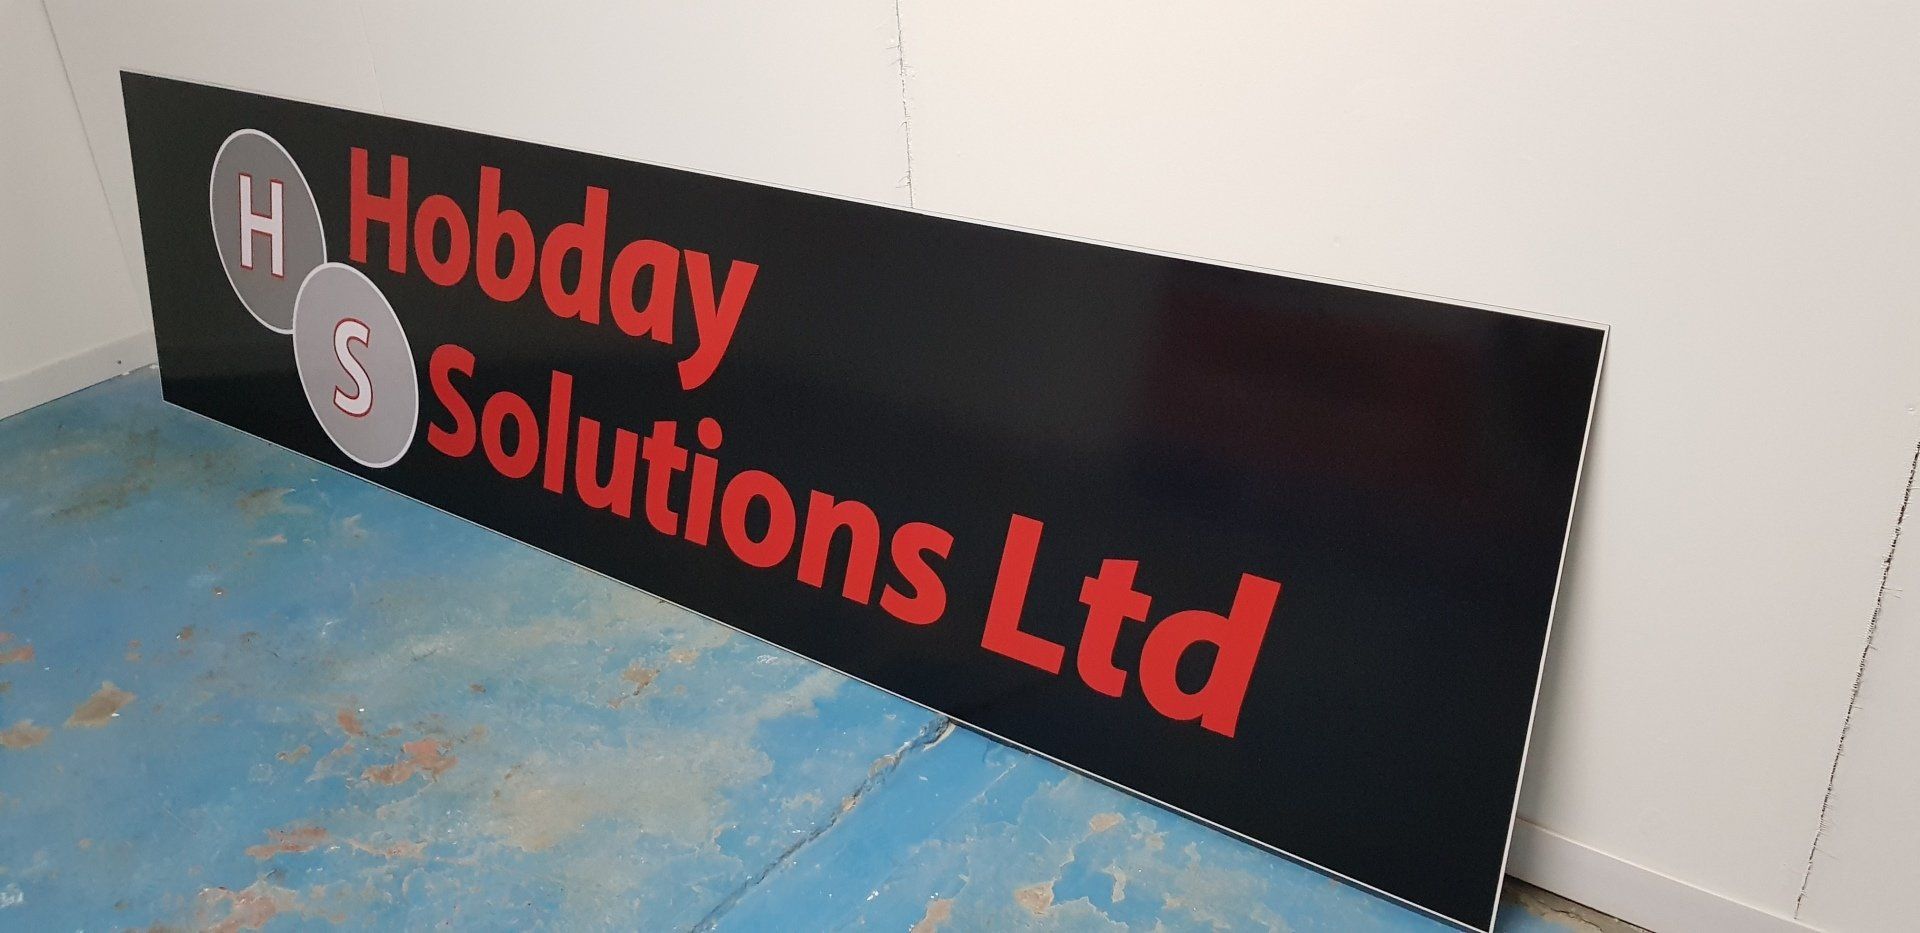 H
Hobday
S
Solutions Ltd